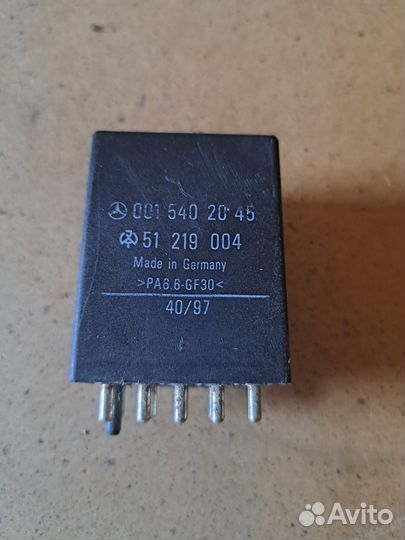 001 540 20 45
51 219 004
Made in Germany
>PA6.6-GF30<
40/97
Avito